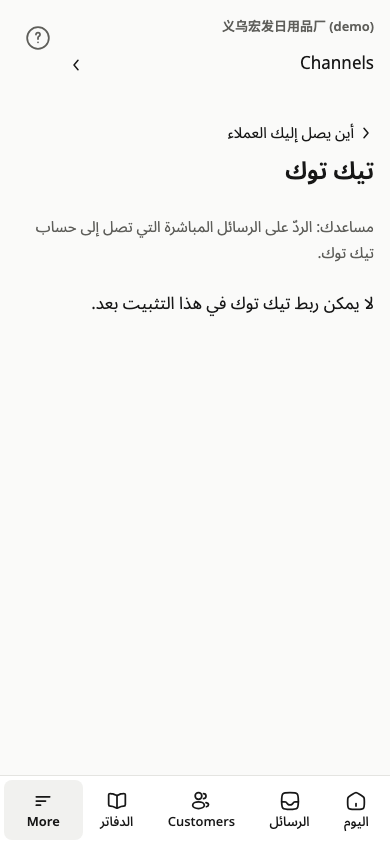 义乌宏发日用品厂 (demo)
Channels
أين يصل إليك العملاء
تيك توك
مساعدك: الردّ على الرسائل المباشرة التي تصل إلى حساب
تيك توك.
لا يمكن ربط تيك توك في هذا التثبيت بعد.
اليوم
الرسائل
Customers
الدفاتر
More